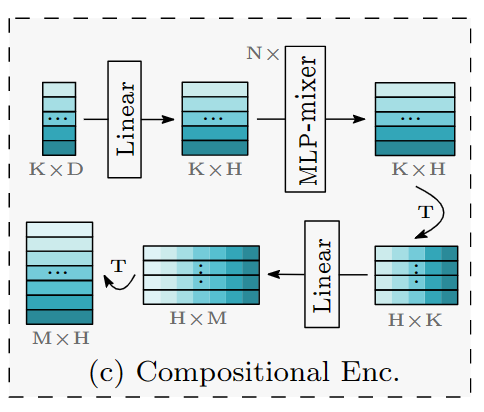 N×
Linear
MLP-mixer
...
...
...
K×D
K×H
K×H
T
...
T
Linear
H×M
H×K
M×H
(c) Compositional Enc.